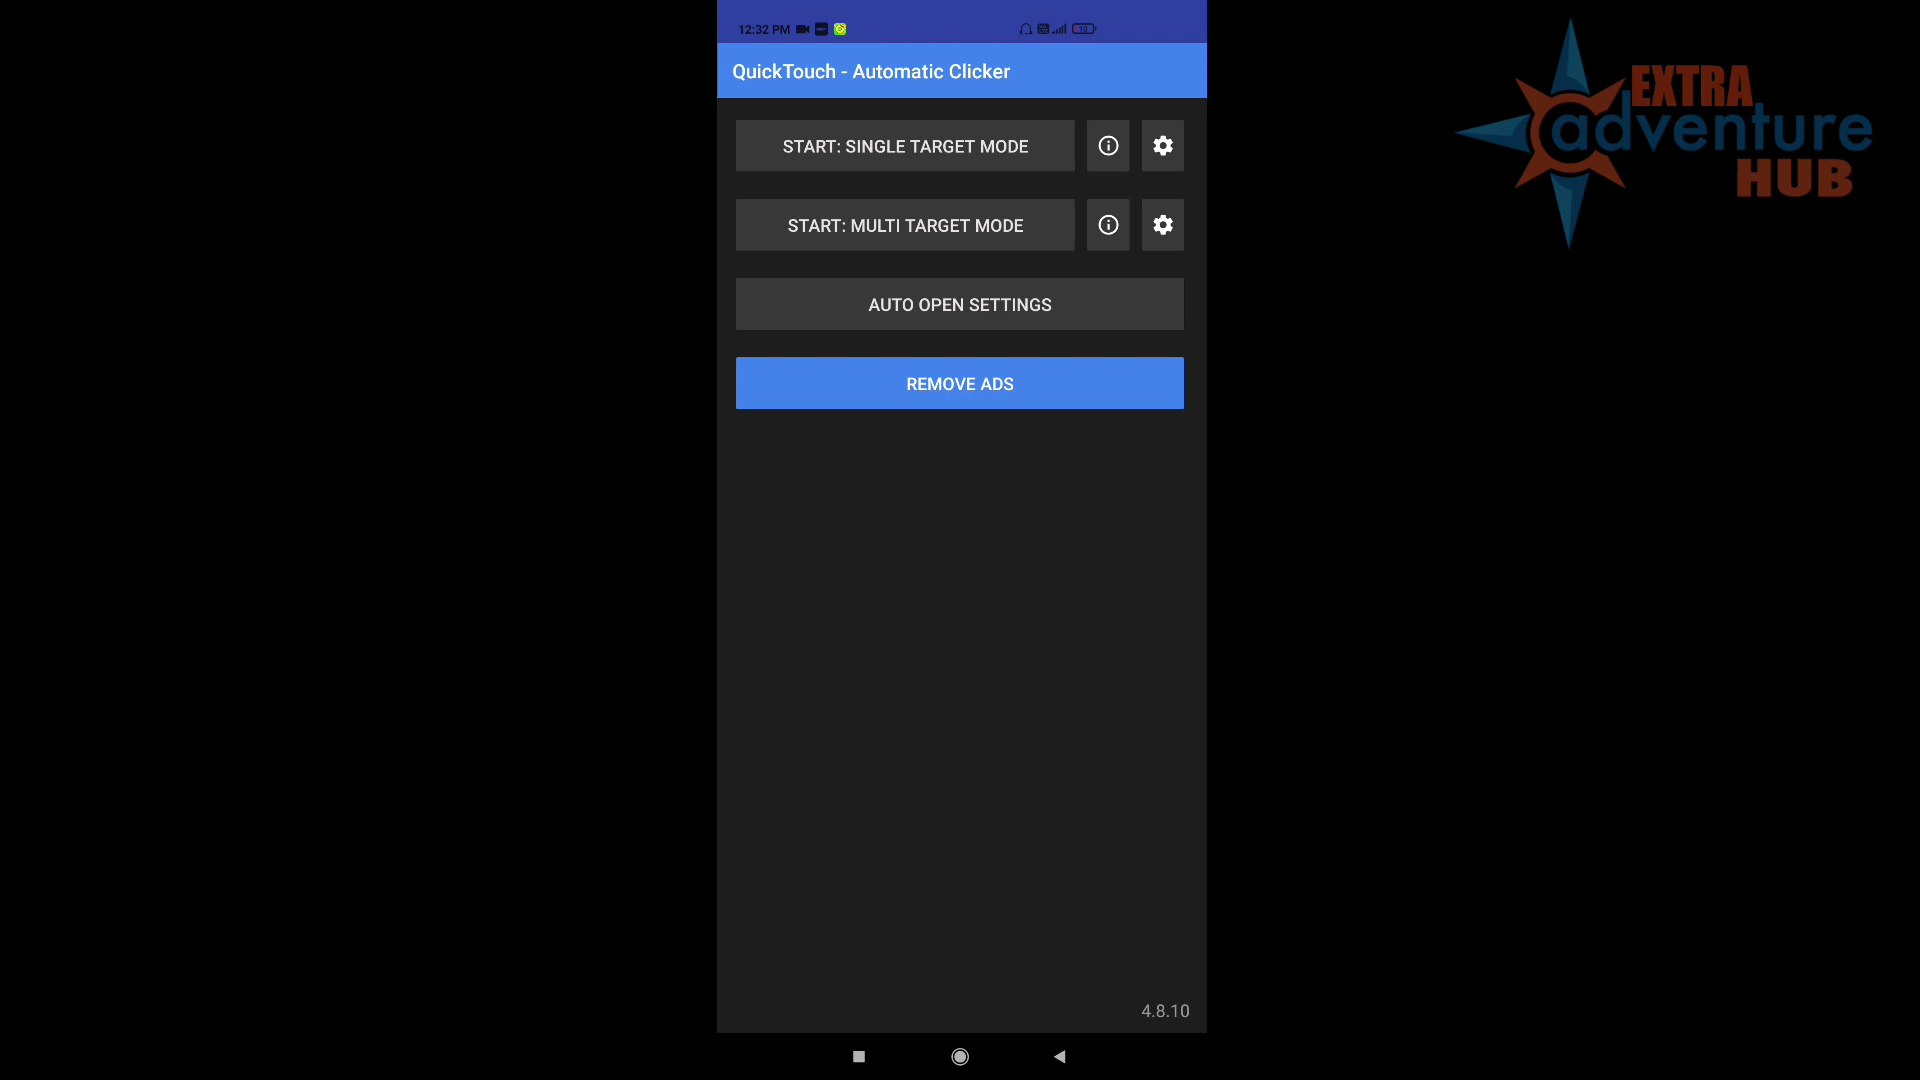 12:32 PM
10
QuickTouch - Automatic Clicker
START: SINGLE TARGET MODE
START: MULTI TARGET MODE
AUTO OPEN SETTINGS
REMOVE ADS
4.8.10
EXTRA
adventure
HUB